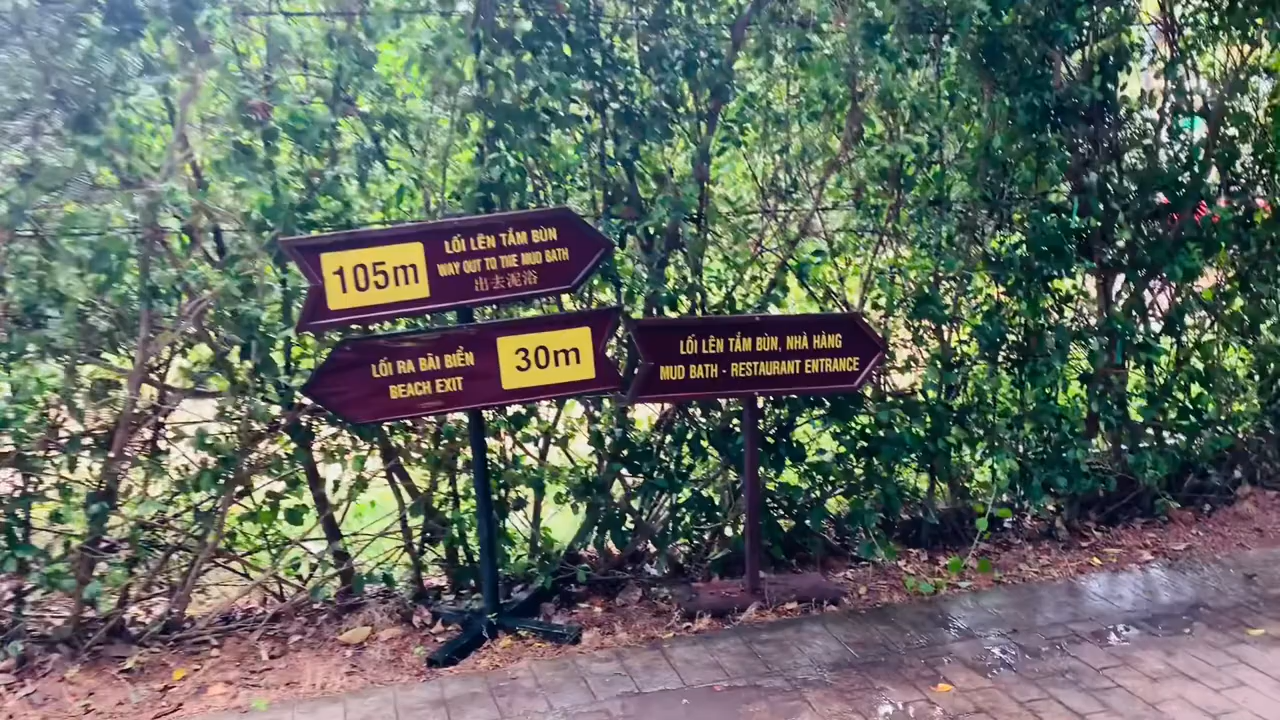 105m
LỐI LÊN TẮM BÙN
WAY OUT TO THE MUD BATH
出去泥浴
LỐI RA BÃI BIỂN
BEACH EXIT
30m
LỐI LÊN TẮM BÙN, NHÀ HÀNG
MUD BATH - RESTAURANT ENTRANCE